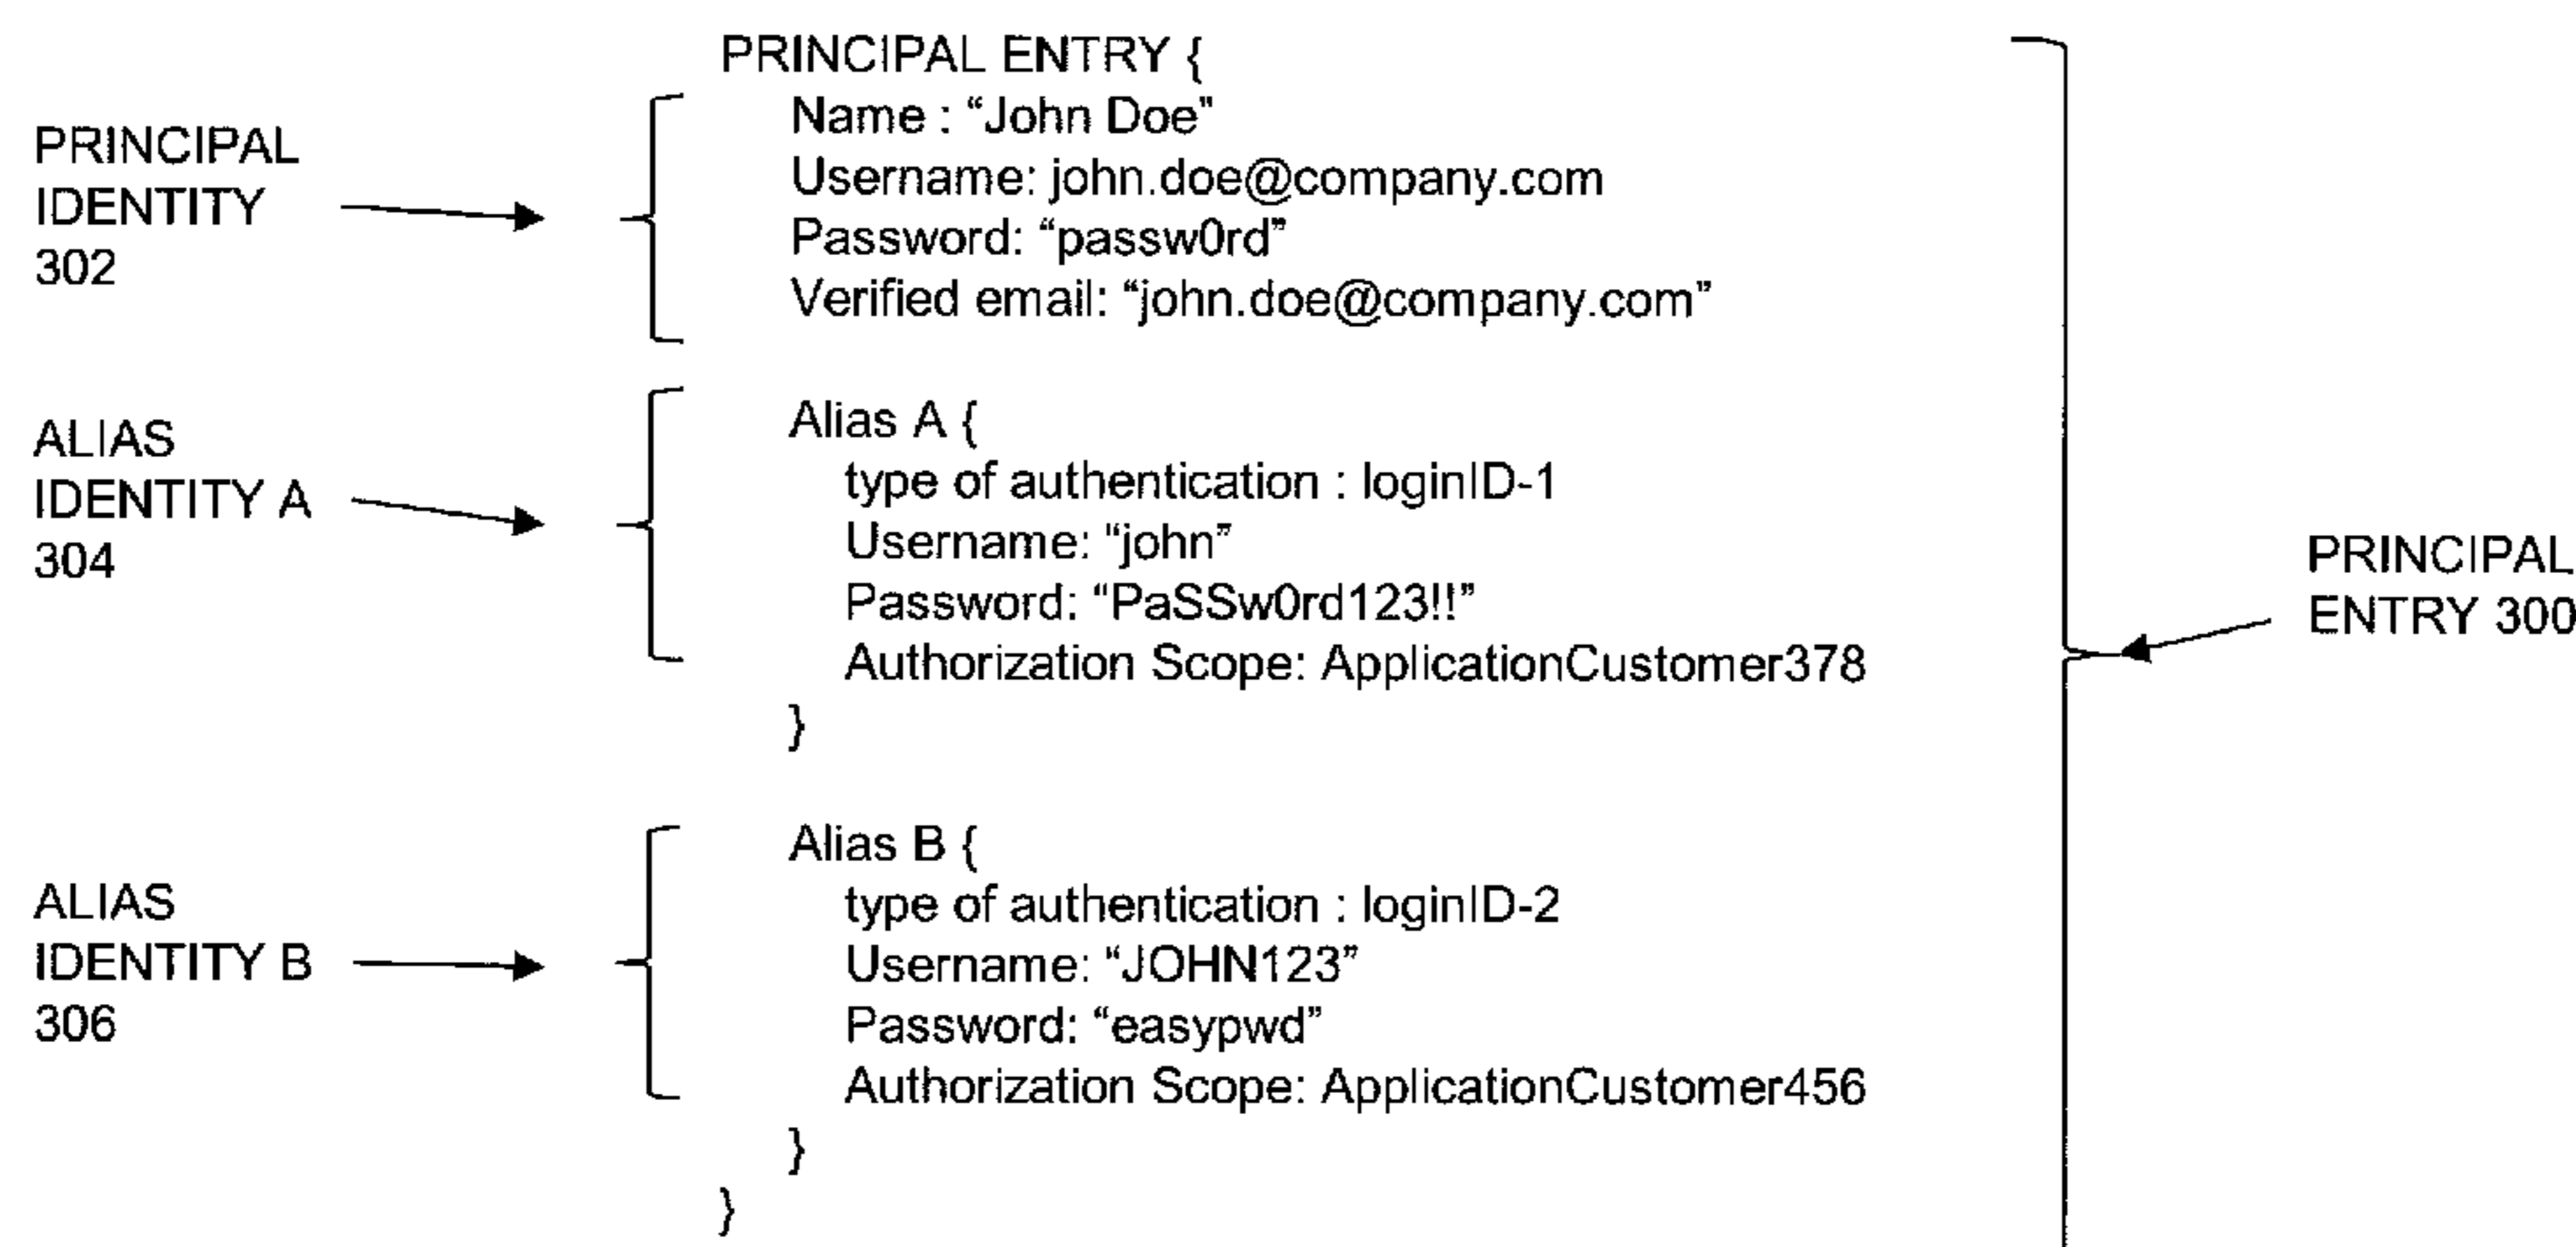 PRINCIPAL ENTRY {
Name : “John Doe”
Username: john.doe@company.com
Password: “passw0rd”
Verified email: “john.doe@company.com”
PRINCIPAL
IDENTITY
302
Alias A {
type of authentication : loginID-1
Username: “john”
Password: “PaSSw0rd123!!”
Authorization Scope: ApplicationCustomer378
}
ALIAS
IDENTITY A
304
Alias B {
type of authentication : loginID-2
Username: “JOHN123”
Password: “easypwd”
Authorization Scope: ApplicationCustomer456
}
}
ALIAS
IDENTITY B
306
PRINCIPAL
ENTRY 300